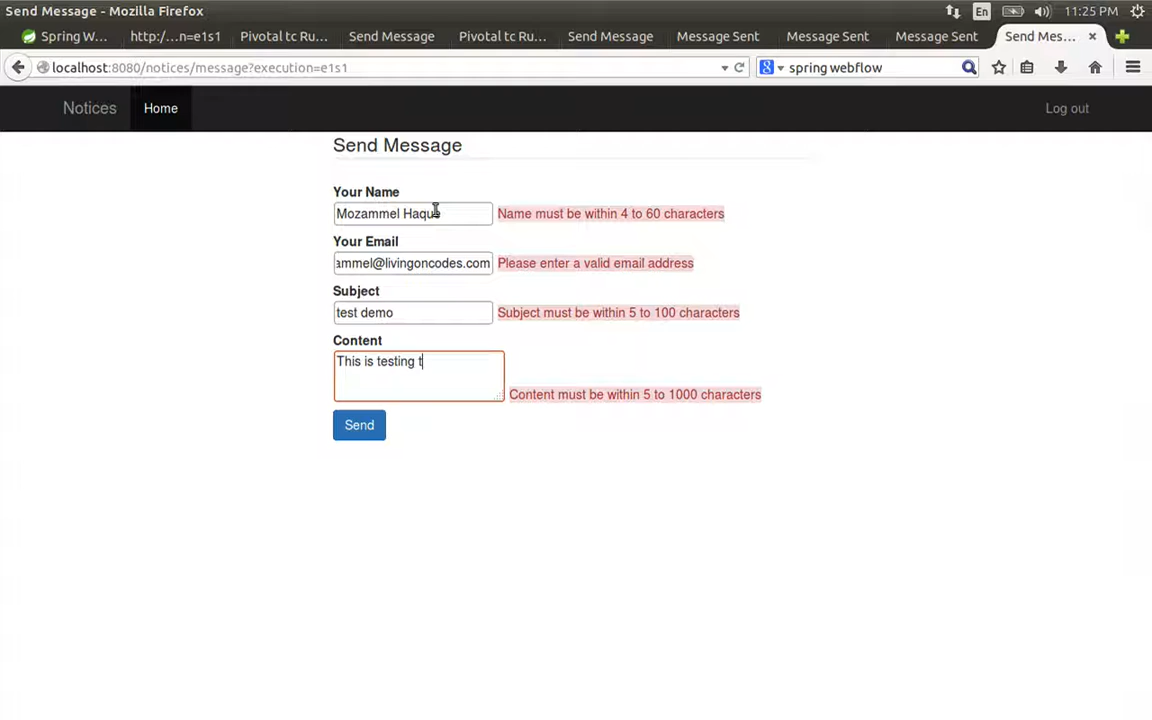 Send Message - Mozilla Firefox
En
11:25 PM
Spring W...
http:/...n=e1s1
Pivotal tc Ru...
Send Message
Pivotal tc Ru...
Send Message
Message Sent
Message Sent
Message Sent
Send Mes...
localhost:8080/notices/message?execution=e1s1
spring webflow
Notices
Home
Log out
Send Message
Your Name
Mozammel Haque
Name must be within 4 to 60 characters
Your Email
ammel@livingoncodes.com
Please enter a valid email address
Subject
test demo
Subject must be within 5 to 100 characters
Content
This is testing t
Content must be within 5 to 1000 characters
Send